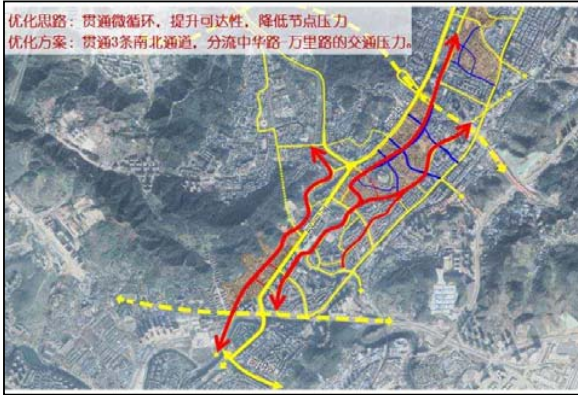 优化思路：贯通微循环，提升可达性，降低节点压力
优化方案：贯通3条南北通道，分流中华路-万里路的交通压力。